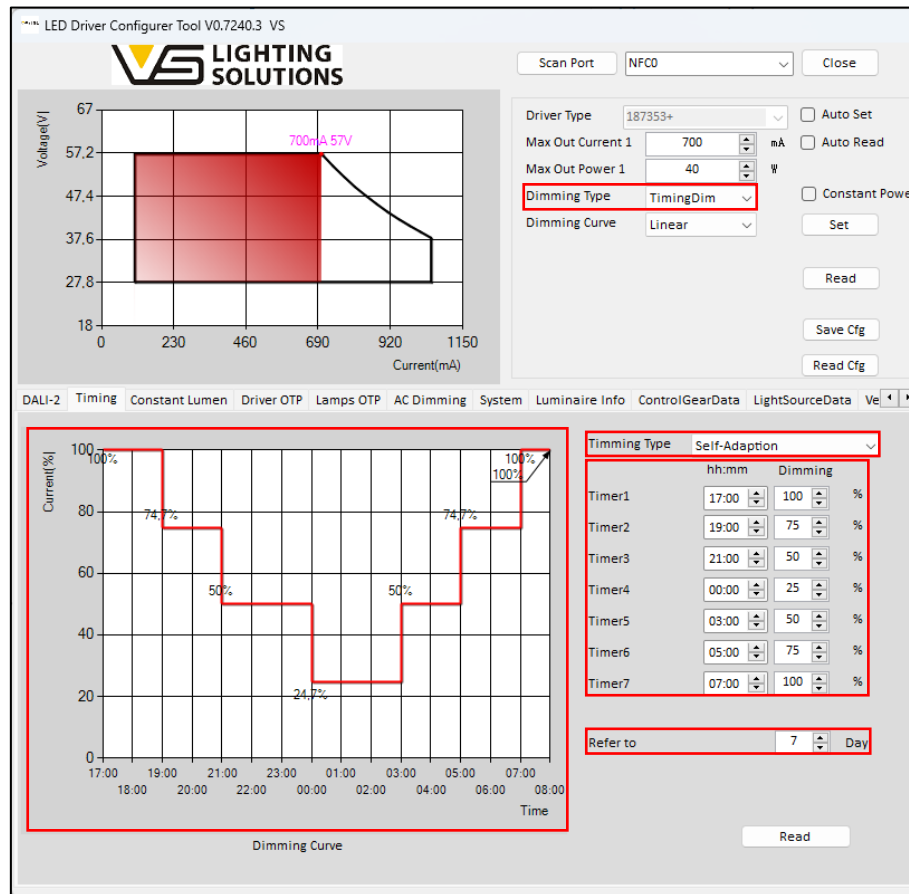 LED Driver Configurer Tool V0.7240.3 VS
VS LIGHTING
SOLUTIONS
Scan Port NFC0 Close
67
57,2
47,4
37,6
27,8
18
Voltage[V]
700mA 57V
0 230 460 690 920 1150
Current(mA)
Driver Type 187353+ Auto Set
Max Out Current 1 700 mA Auto Read
Max Out Power 1 40 W
Dimming Type TimingDim Constant Powe
Dimming Curve Linear Set
Read
Save Cfg
Read Cfg
DALI-2 Timing Constant Lumen Driver OTP Lamps OTP AC Dimming System Luminaire Info ControlGearData LightSourceData Ve
Current[%]
100
80
60
40
20
0
100%
74,7%
50%
24,7%
50%
74,7%
100%
100%
17:00 19:00 21:00 23:00 01:00 03:00 05:00 07:00
18:00 20:00 22:00 00:00 02:00 04:00 06:00 08:00
Time
Dimming Curve
Timming Type Self-Adaption
hh:mm Dimming
Timer1 17:00 100 %
Timer2 19:00 75 %
Timer3 21:00 50 %
Timer4 00:00 25 %
Timer5 03:00 50 %
Timer6 05:00 75 %
Timer7 07:00 100 %
Refer to 7 Day
Read